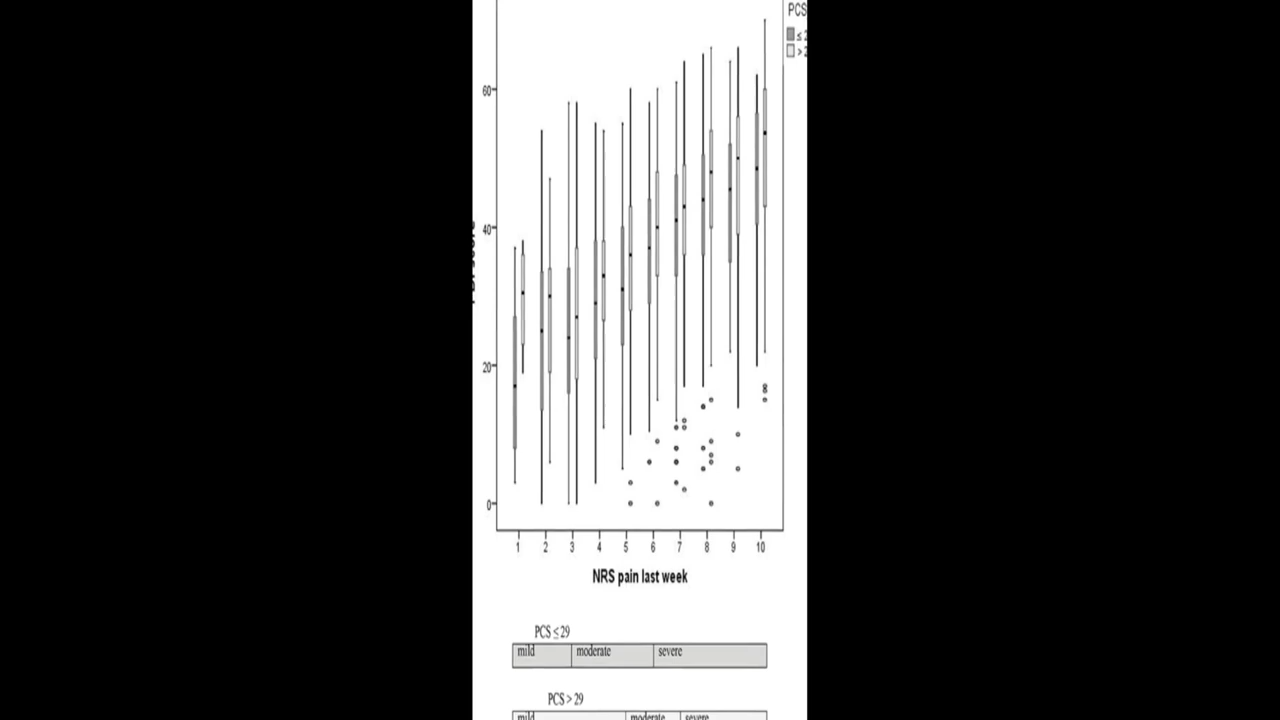 PCS
60
40
20
0
1 2 3 4 5 6 7 8 9 10
NRS pain last week
PCS ≤ 29
mild moderate severe
PCS > 29
mild moderate severe